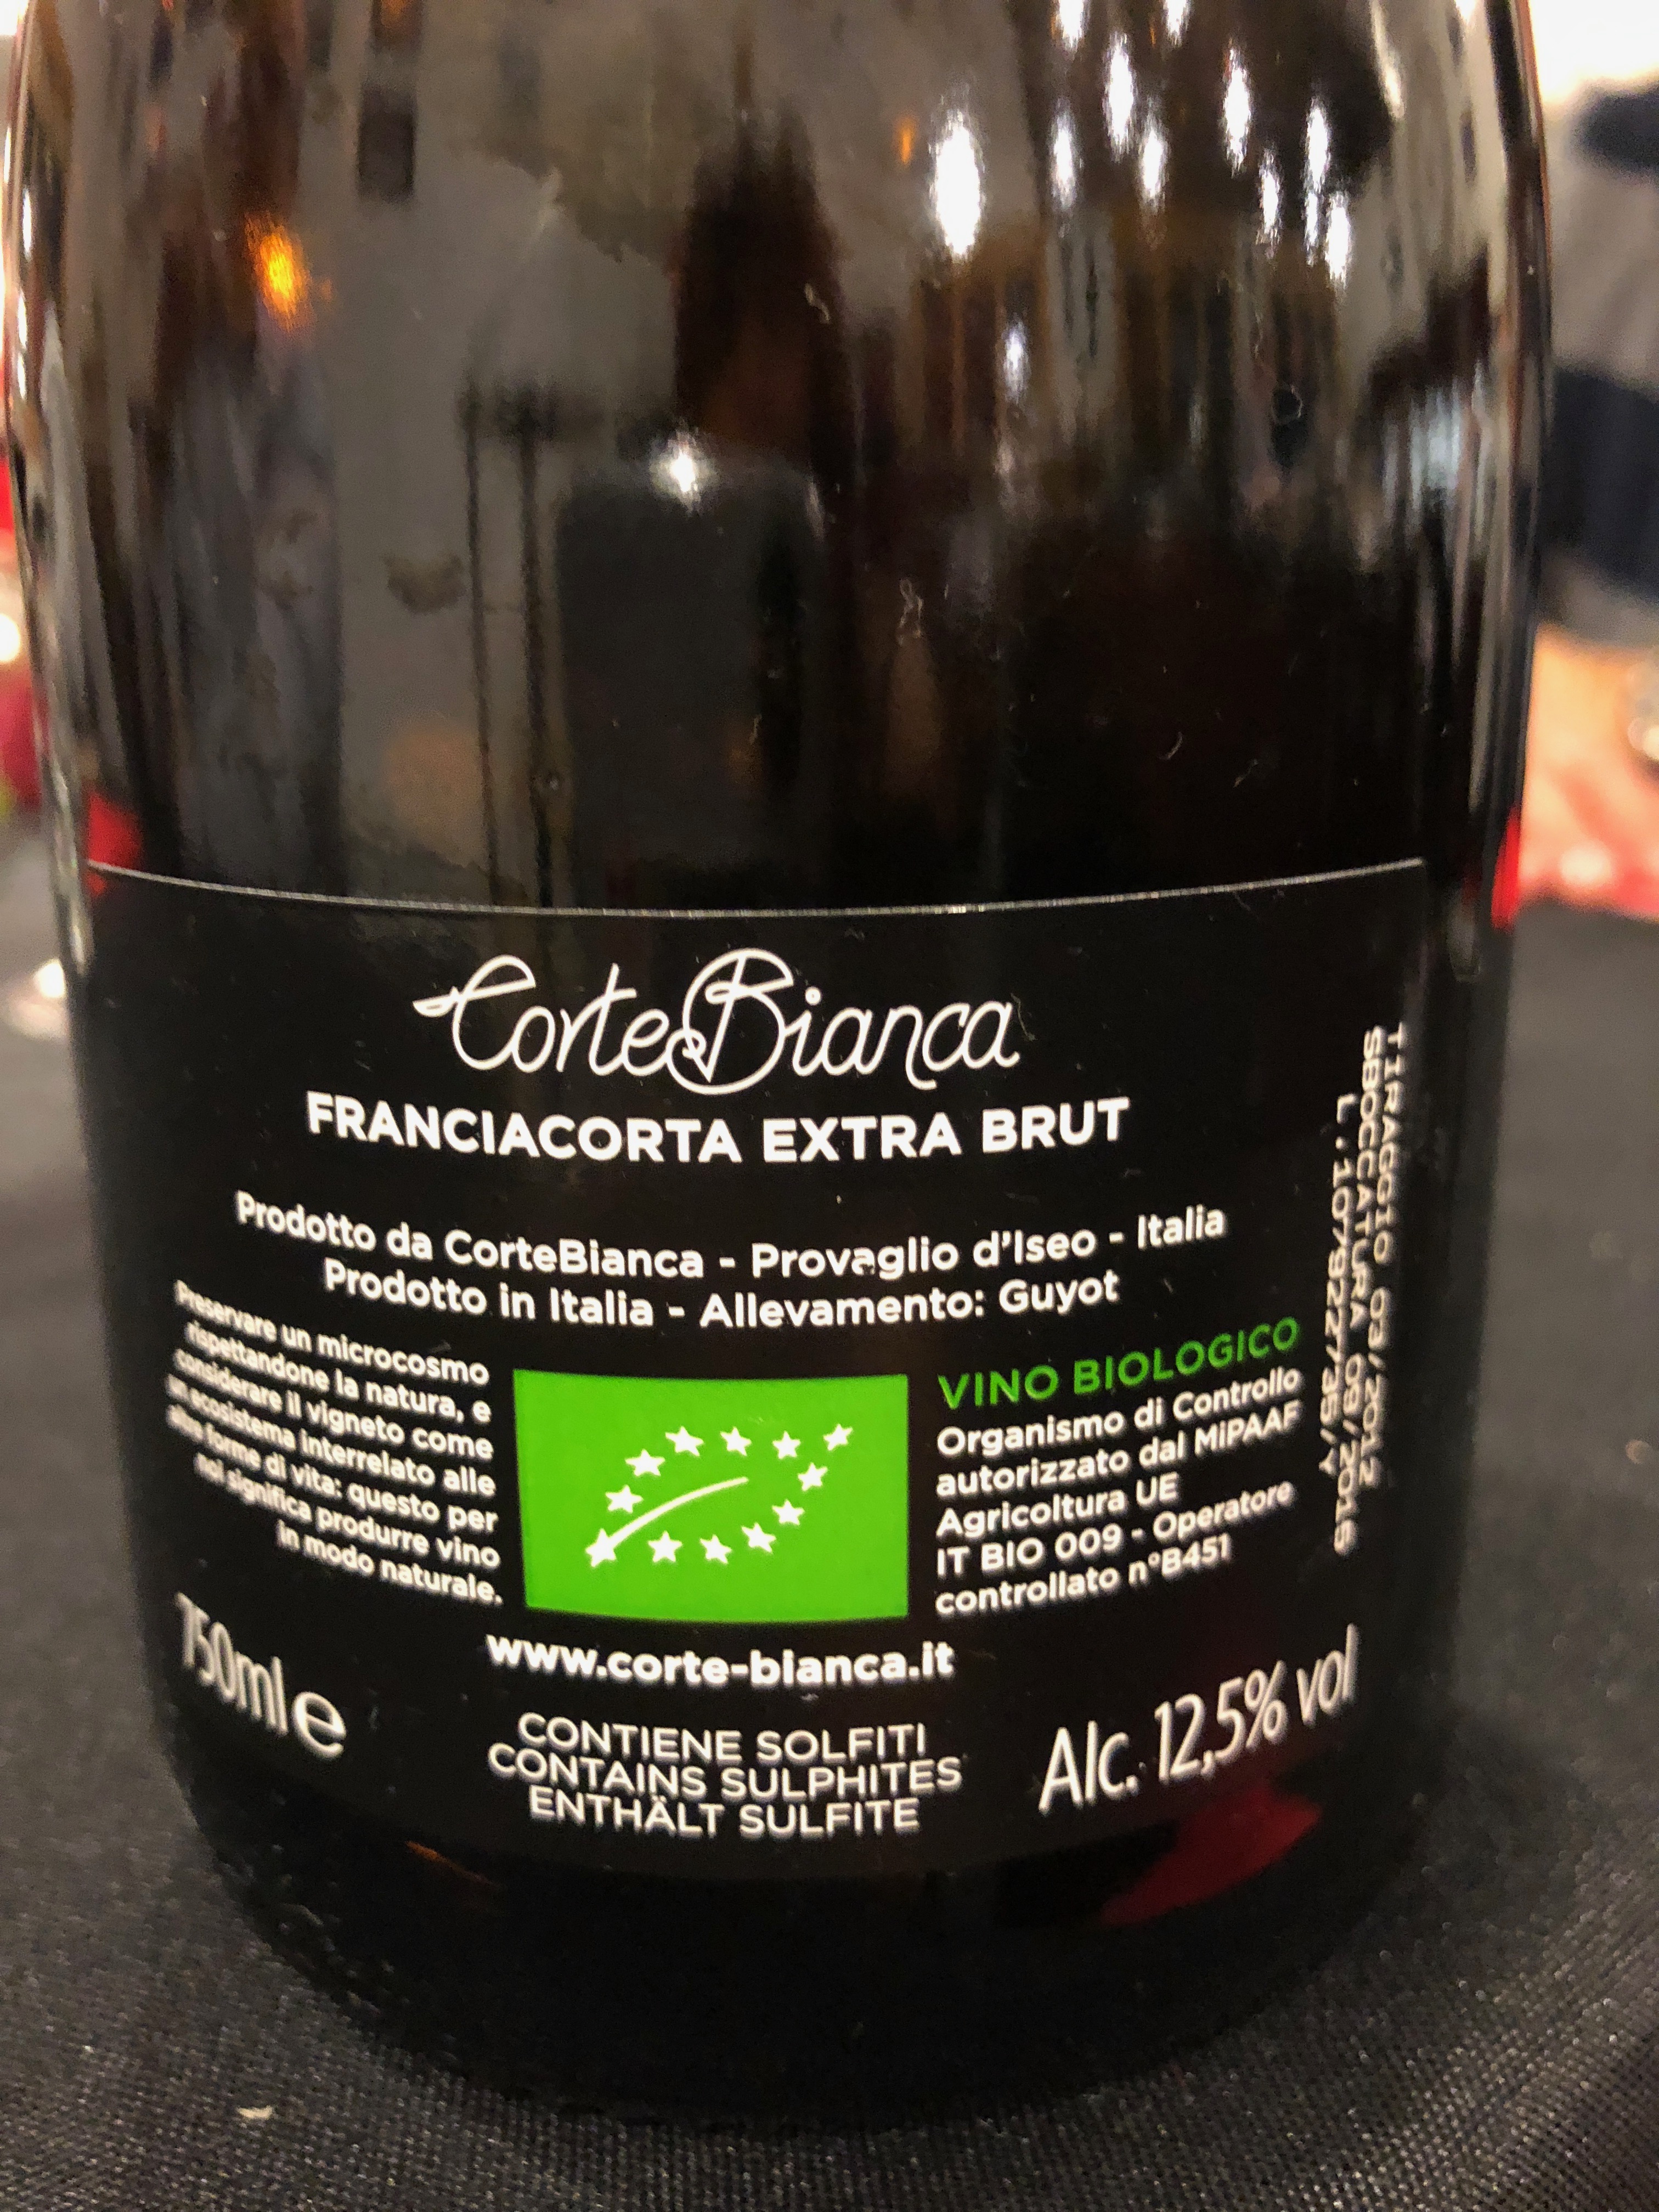 CorteBianca
FRANCIACORTA EXTRA BRUT
Prodotto da CorteBianca - Provaglio d'Iseo - Italia
Prodotto in Italia - Allevamento: Guyot
Preservare un microcosmo
rispettandone la natura, e
considerare il vigneto come
un ecosistema interrelato alle
altre forme di vita: questo per
noi significa produrre vino
in modo naturale.
VINO BIOLOGICO
Organismo di Controllo
autorizzato dal MiPAAF
Agricoltura UE
IT BIO 009 - Operatore
controllato n°B451
www.corte-bianca.it
750ml e
CONTIENE SOLFITI
CONTAINS SULPHITES
ENTHÄLT SULFITE
Alc. 12,5% vol
TIRAGGIO 03/2012
SBOCCATURA 09/2015